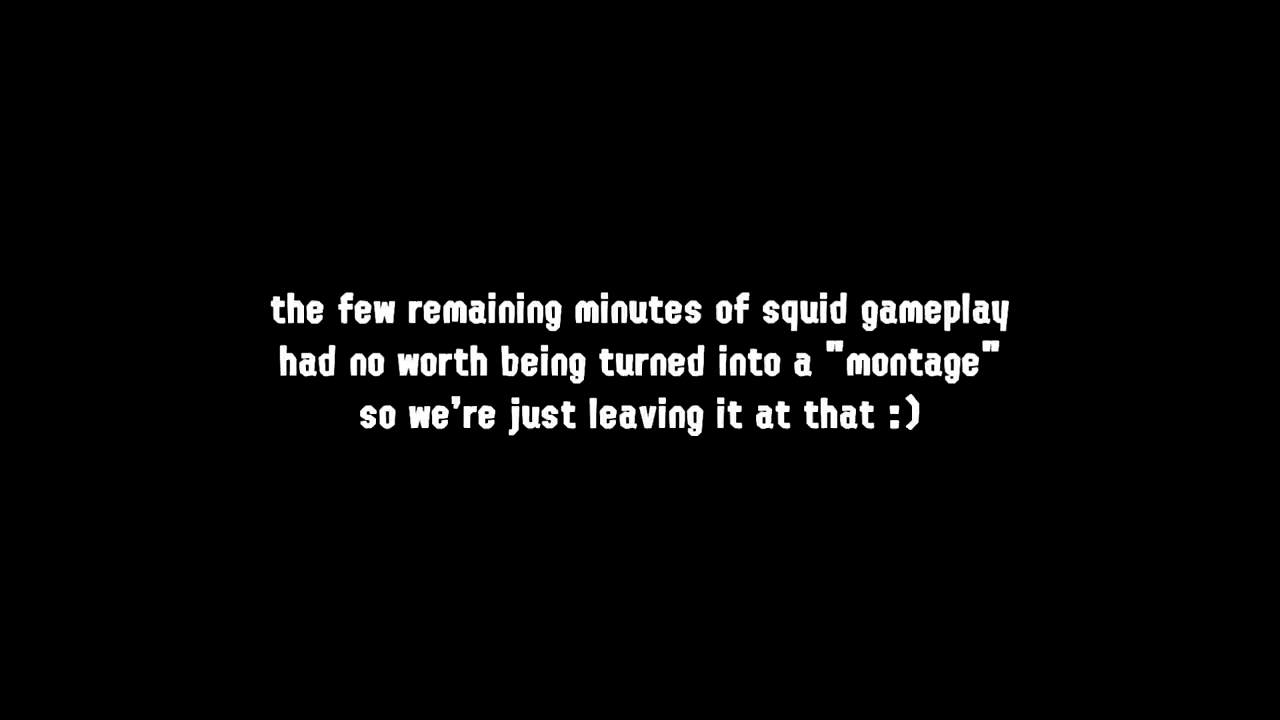 the few remaining minutes of squid gameplay
had no worth being turned into a "montage"
so we're just leaving it at that :)